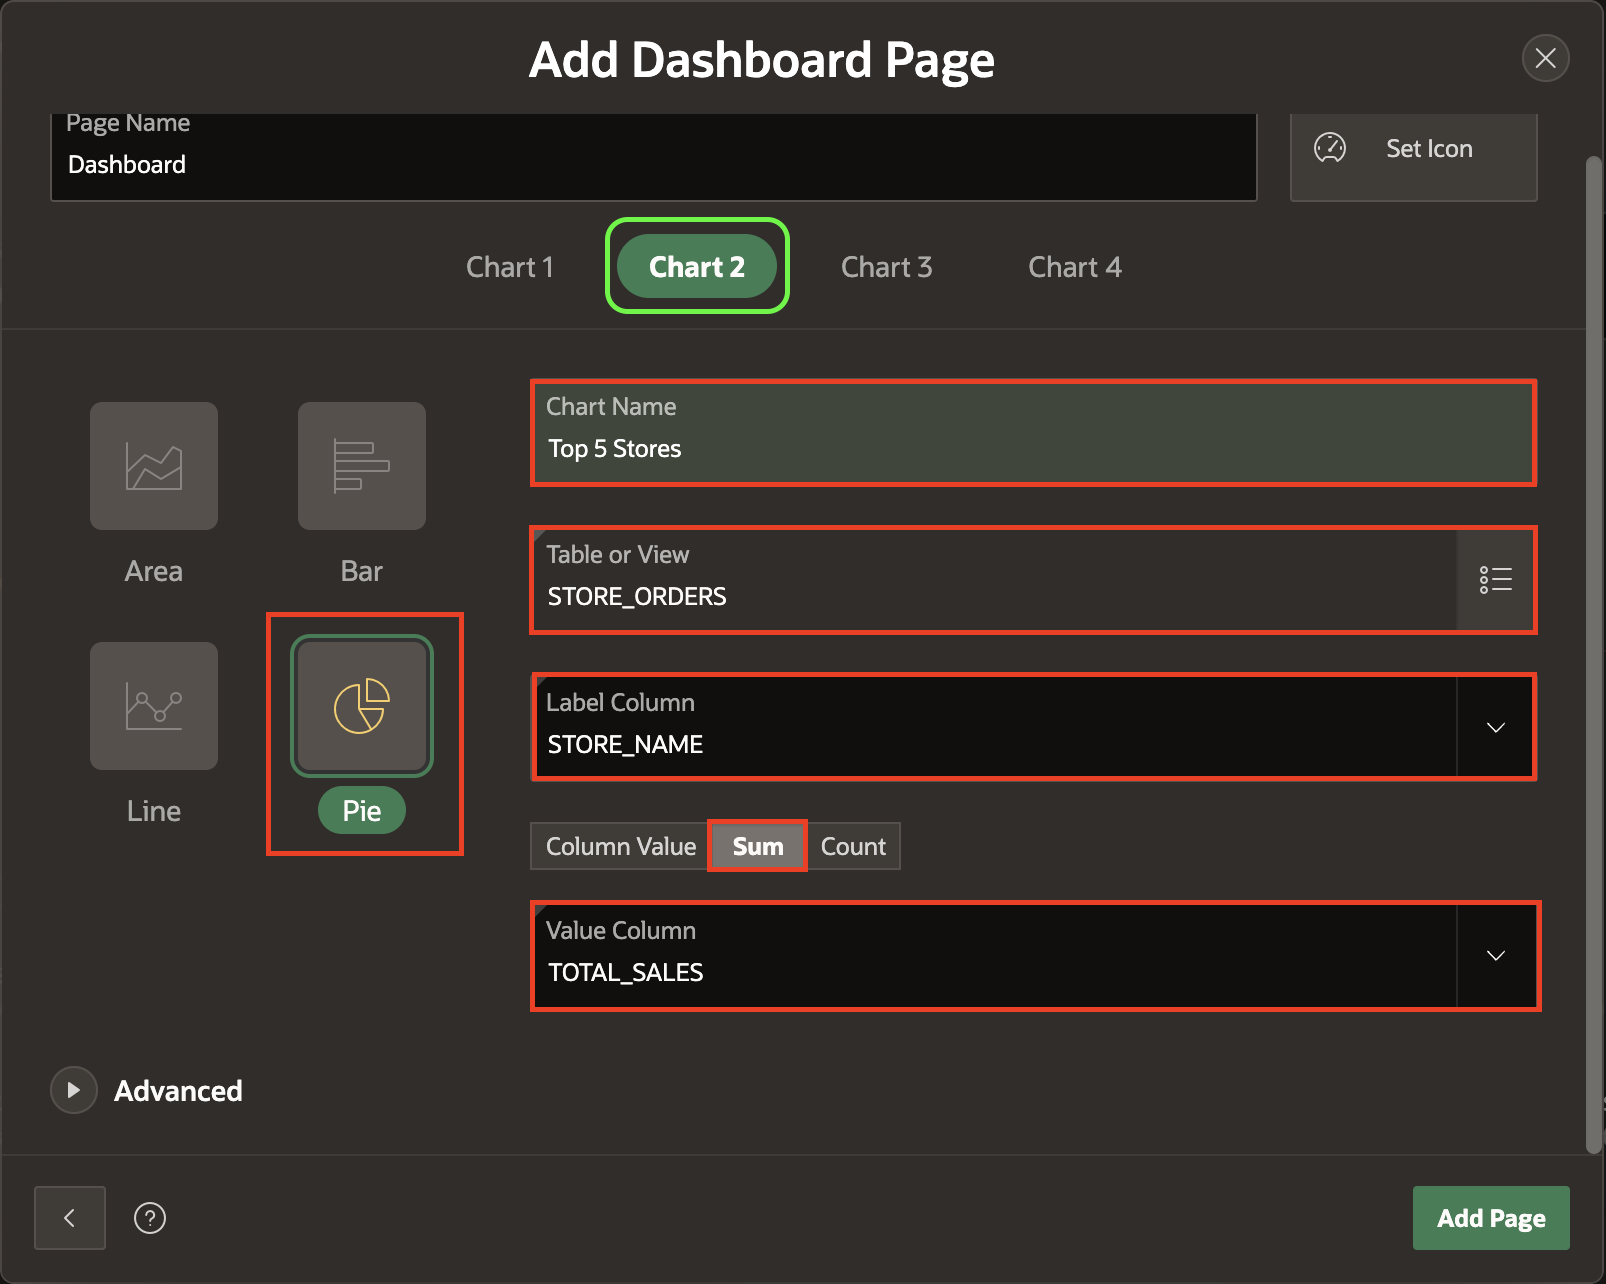 Add Dashboard Page
Page Name
Dashboard
Set Icon
Chart 1
Chart 2
Chart 3
Chart 4
Area
Bar
Line
Pie
Chart Name
Top 5 Stores
Table or View
STORE_ORDERS
Label Column
STORE_NAME
Column Value
Sum
Count
Value Column
TOTAL_SALES
Advanced
?
Add Page